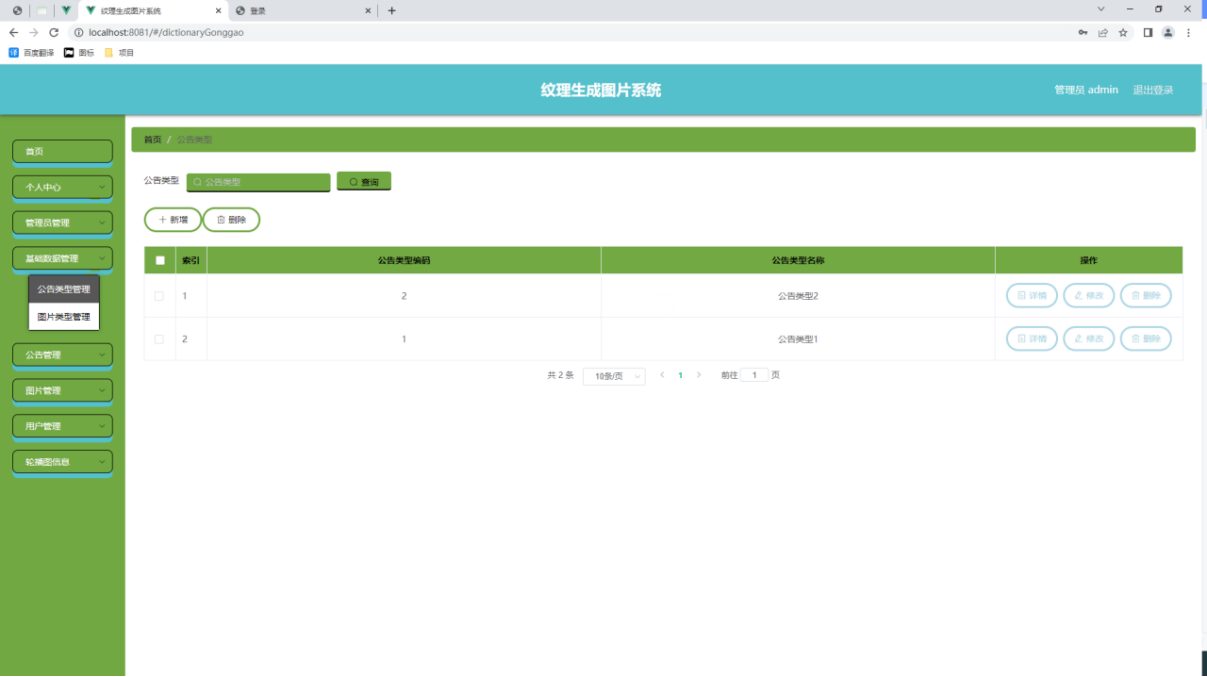 纹理生成图片系统
登录
localhost:8081/#/dictionaryGonggao
百度翻译 图标 项目
纹理生成图片系统
管理员 admin 退出登录
首页
个人中心
管理员管理
基础数据管理
公告类型管理
图片类型管理
公告管理
图片管理
用户管理
轮播图信息
首页 / 公告类型
公告类型 公告类型 查询
新增 删除
索引 公告类型编码 公告类型名称 操作
1 2 公告类型2 详情 修改 删除
2 1 公告类型1 详情 修改 删除
共 2 条 10条/页 1 前往 1 页